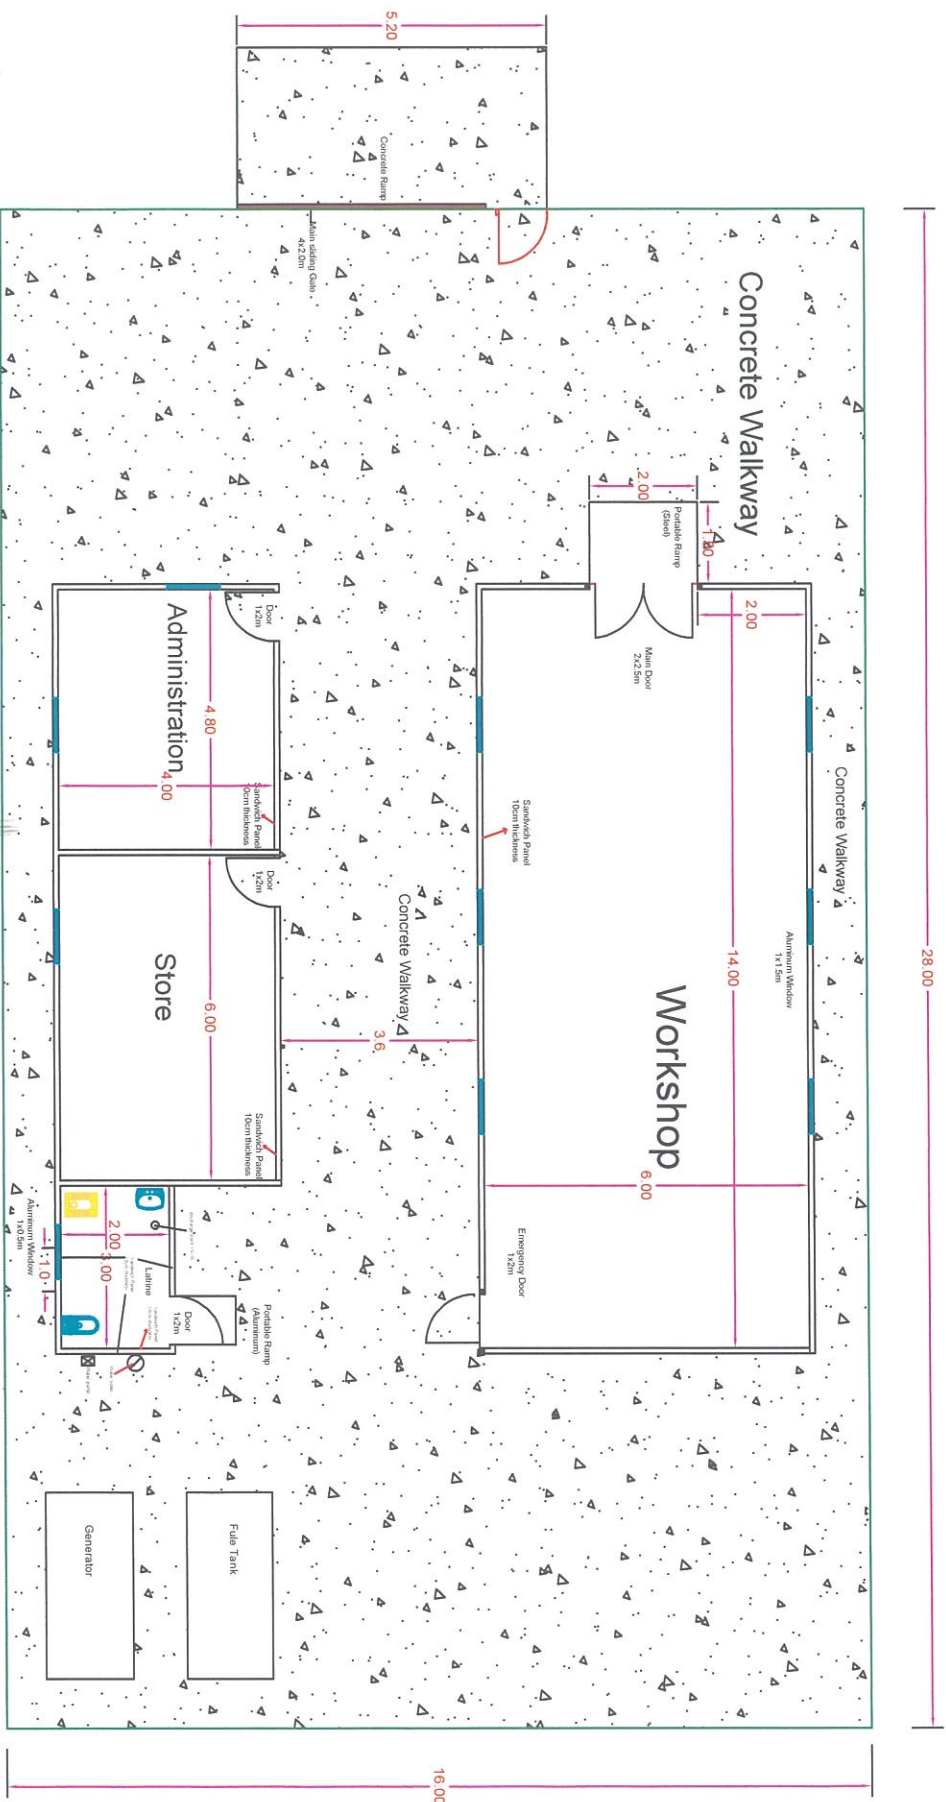 5.20
Concrete Ramp
Main sliding Gate
4x2.0m
Concrete Walkway
28.00
2.00
Portable Ramp
(Steel)
2.00
Main Door
2x2.5m
Door
1x2m
Administration
4.80
4.00
Sandwich Panel
10cm thickness
Sandwich Panel
10cm thickness
Concrete Walkway
Aluminum Window
1x1.5m
14.00
Workshop
6.00
Emergency Door
1x2m
Door
1x2m
Store
6.00
Concrete Walkway
3.6
Sandwich Panel
10cm thickness
Aluminum Window
1x0.5m
1.0
2.00
3.00
Latrine
Door
1x2m
Portable Ramp
(Aluminum)
Generator
Fule Tank
16.00